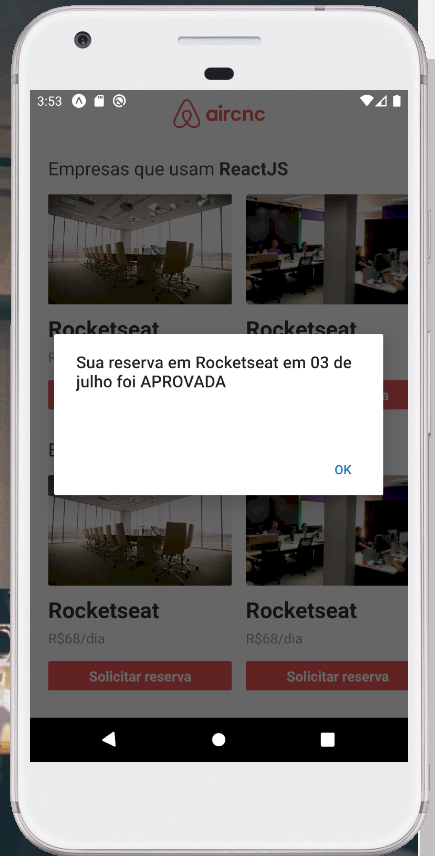 3:53
aircnc
Empresas que usam ReactJS
Rocketseat
Rocketseat
Sua reserva em Rocketseat em 03 de
julho foi APROVADA
OK
Rocketseat
Rocketseat
R$68/dia
R$68/dia
Solicitar reserva
Solicitar reserva